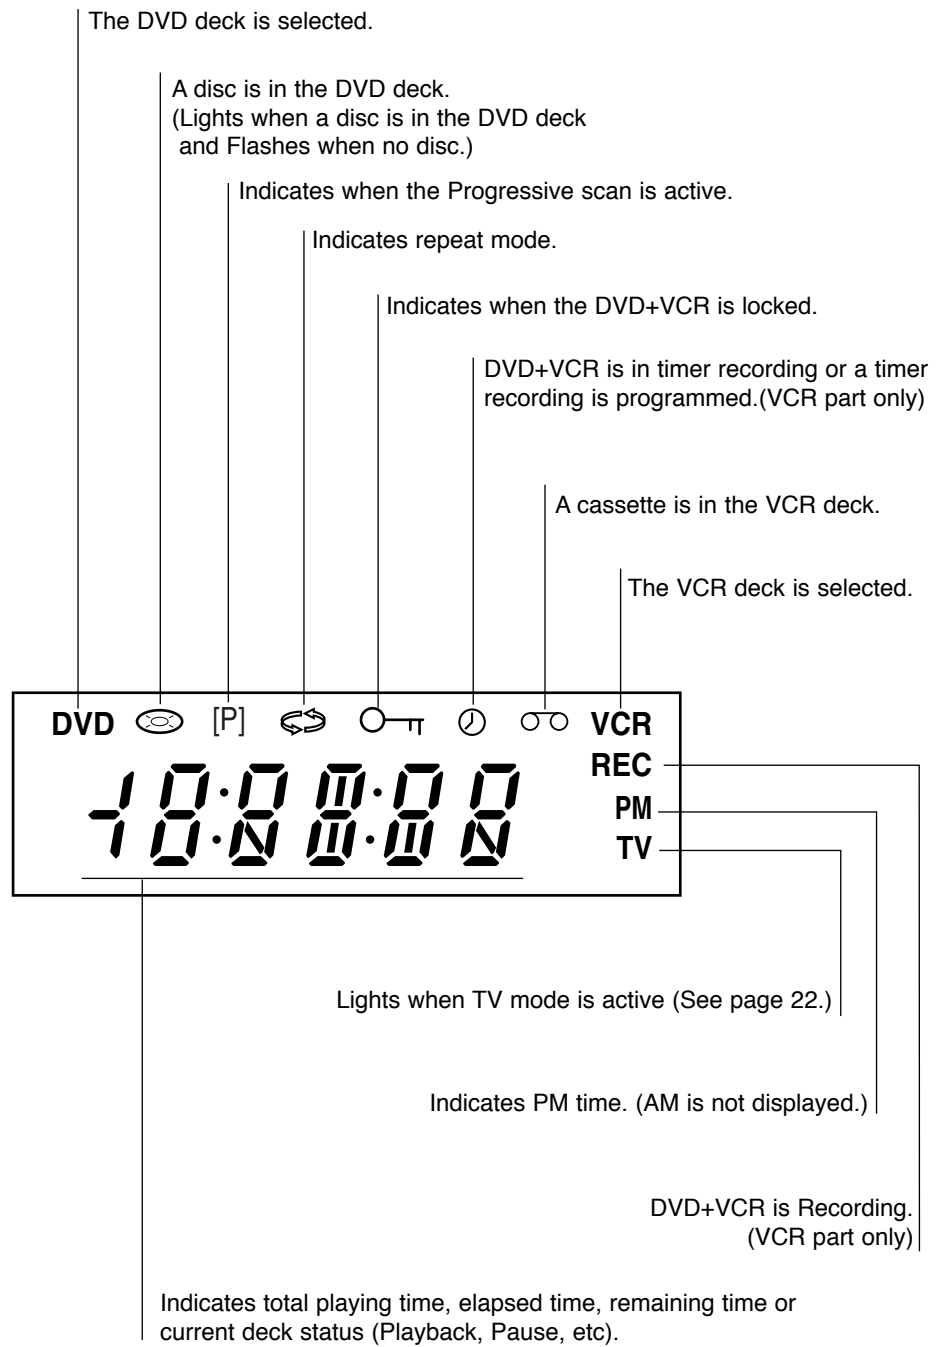 The DVD deck is selected.
A disc is in the DVD deck.
(Lights when a disc is in the DVD deck
and Flashes when no disc.)
Indicates when the Progressive scan is active.
Indicates repeat mode.
Indicates when the DVD+VCR is locked.
DVD+VCR is in timer recording or a timer
recording is programmed.(VCR part only)
A cassette is in the VCR deck.
The VCR deck is selected.
DVD [P] VCR
REC
PM
TV
Lights when TV mode is active (See page 22.)
Indicates PM time. (AM is not displayed.)
DVD+VCR is Recording.
(VCR part only)
Indicates total playing time, elapsed time, remaining time or
current deck status (Playback, Pause, etc).